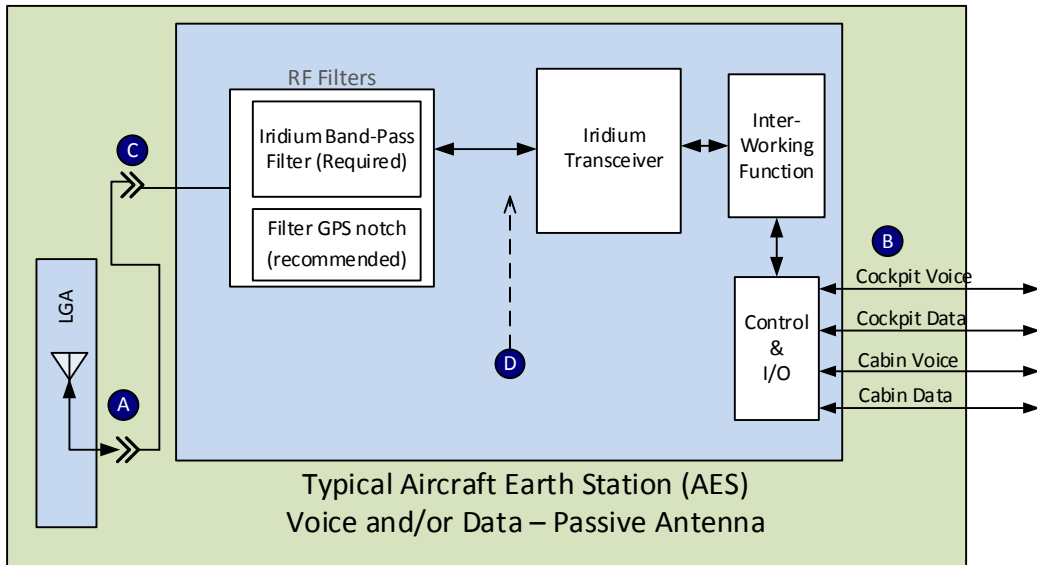 RF Filters
Iridium Band-Pass
Filter (Required)
Filter GPS notch
(recommended)
Iridium
Transceiver
Inter-
Working
Function
C
LGA
A
D
B
Control
&
I/O
Cockpit Voice
Cockpit Data
Cabin Voice
Cabin Data
Typical Aircraft Earth Station (AES)
Voice and/or Data – Passive Antenna